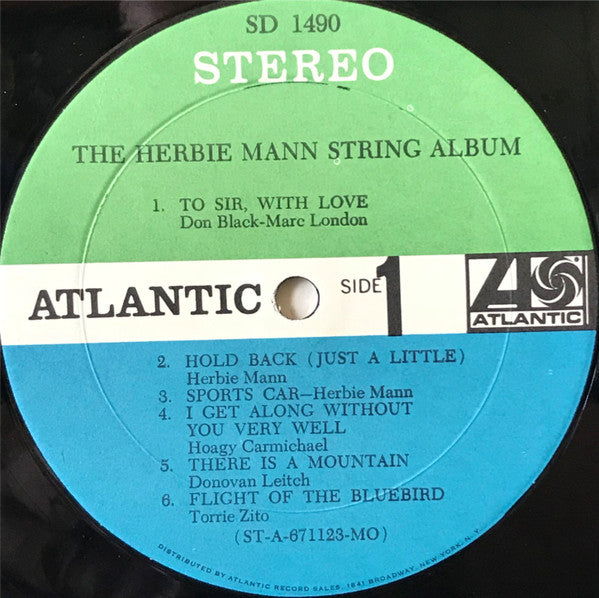 SD 1490
STEREO
THE HERBIE MANN STRING ALBUM
1. TO SIR, WITH LOVE
Don Black-Marc London
ATLANTIC
SIDE 1
ATLANTIC
2. HOLD BACK (JUST A LITTLE)
Herbie Mann
3. SPORTS CAR—Herbie Mann
4. I GET ALONG WITHOUT
YOU VERY WELL
Hoagy Carmichael
5. THERE IS A MOUNTAIN
Donovan Leitch
6. FLIGHT OF THE BLUEBIRD
Torrie Zito
(ST-A-671123-MO)
DISTRIBUTED BY ATLANTIC RECORD SALES, 1841 BROADWAY, NEW YORK, N.Y.